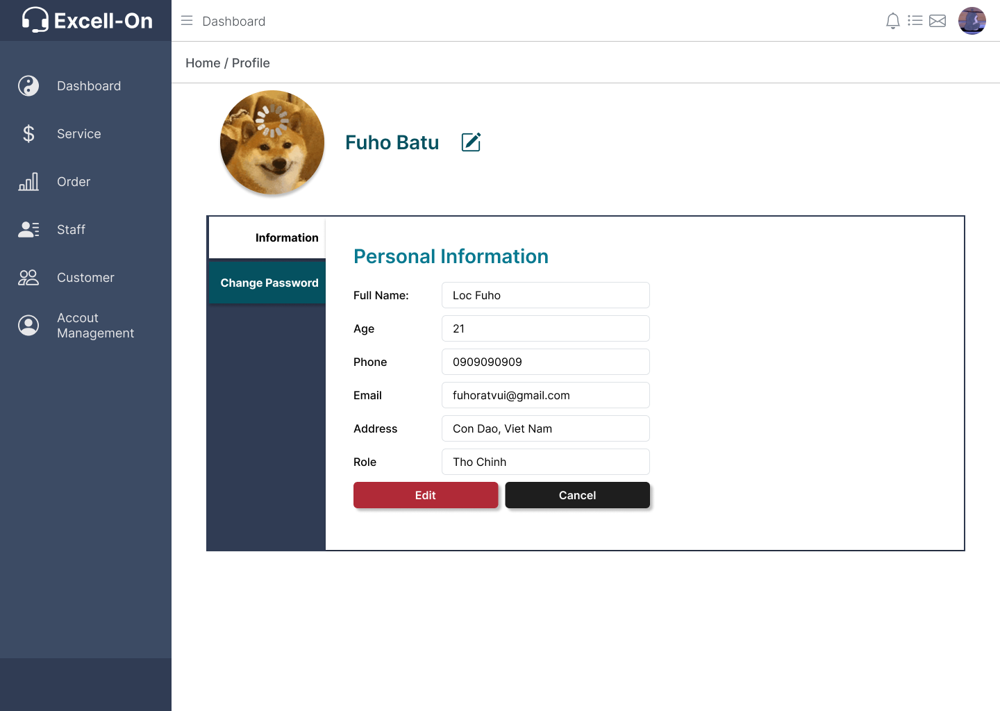 Excell-On
Dashboard
Home / Profile
Dashboard
Service
Order
Staff
Customer
Accout
Management
Fuho Batu
Information
Change Password
Personal Information
Full Name:
Loc Fuho
Age
21
Phone
0909090909
Email
fuhoratvui@gmail.com
Address
Con Dao, Viet Nam
Role
Tho Chinh
Edit
Cancel